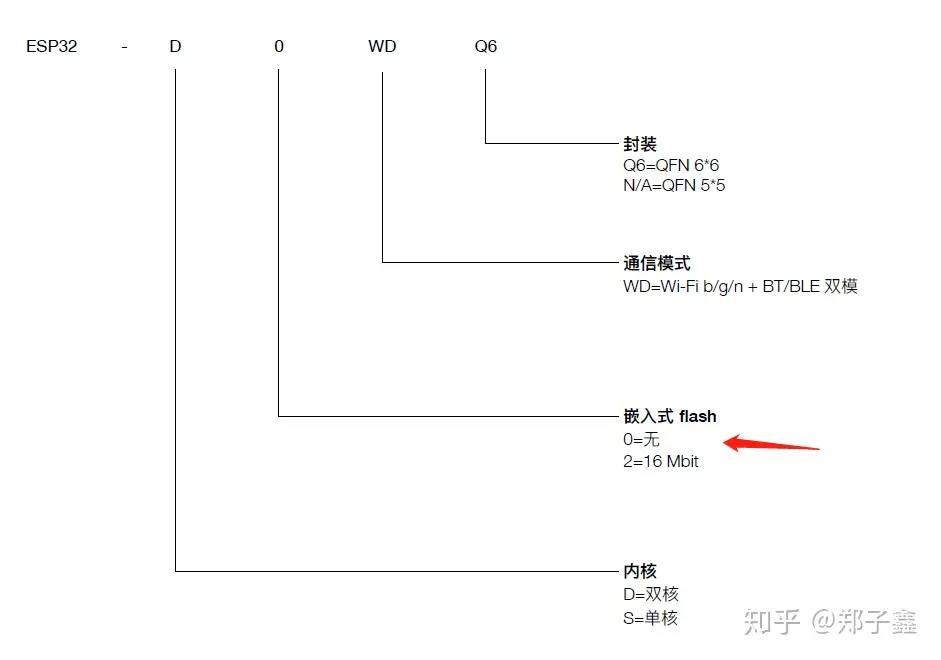 ESP32 - D 0 WD Q6
封装
Q6=QFN 6*6
N/A=QFN 5*5
通信模式
WD=Wi-Fi b/g/n + BT/BLE 双模
嵌入式 flash
0=无
2=16 Mbit
内核
D=双核
S=单核
知乎 @郑子鑫